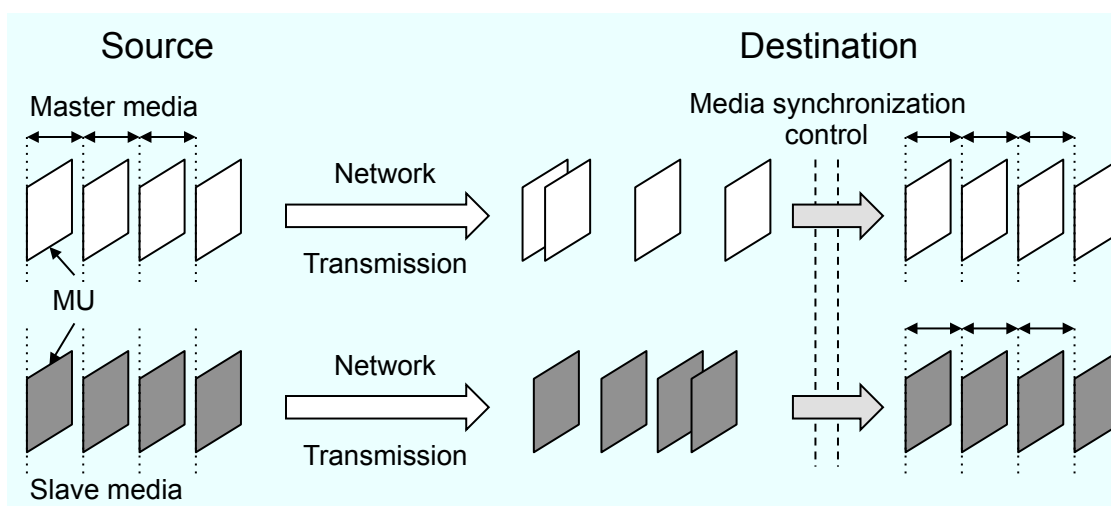 Source
Destination
Master media
Media synchronization
control
Network
Transmission
MU
Network
Transmission
Slave media